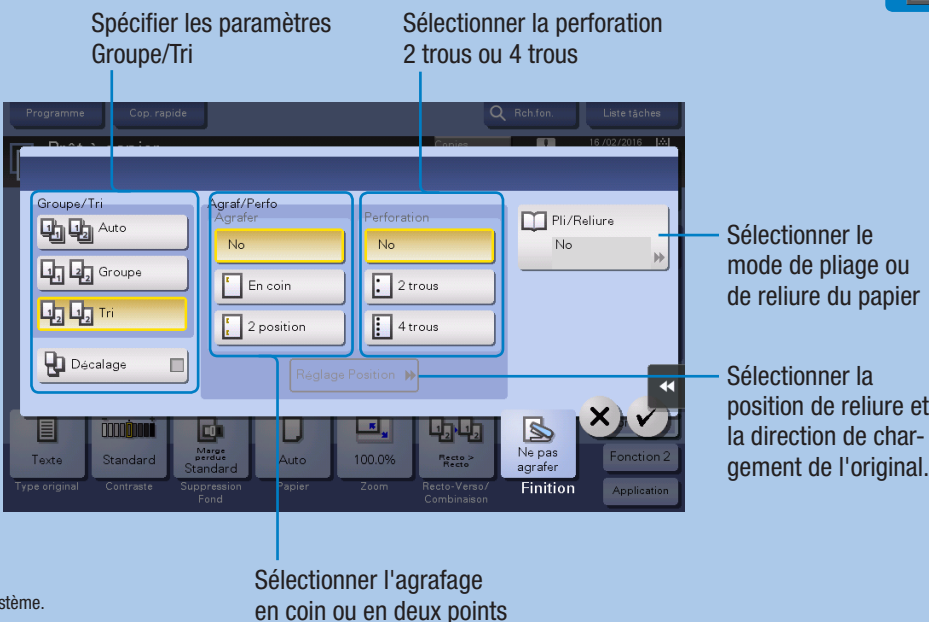 Spécifier les paramètres
Groupe/Tri
Sélectionner la perforation
2 trous ou 4 trous
Programme
Cop. rapide
Rch.fon.
Liste tâches
16/02/2016
Groupe/Tri
Auto
Groupe
Tri
Décalage
Agraf/Perfo
Agrafer
No
En coin
2 position
Perforation
No
2 trous
4 trous
Réglage Position
Pli/Reliure
No
Sélectionner le
mode de pliage ou
de reliure du papier
Sélectionner la
position de reliure et
la direction de char-
gement de l'original.
Texte
Type original
Standard
Contraste
Marge
perdue
Standard
Suppression
Fond
Auto
Papier
100.0%
Zoom
Recto >
Recto
Recto-Verso/
Combinaison
Ne pas
agrafer
Finition
Fonction 2
Application
Sélectionner l'agrafage
en coin ou en deux points
stème.